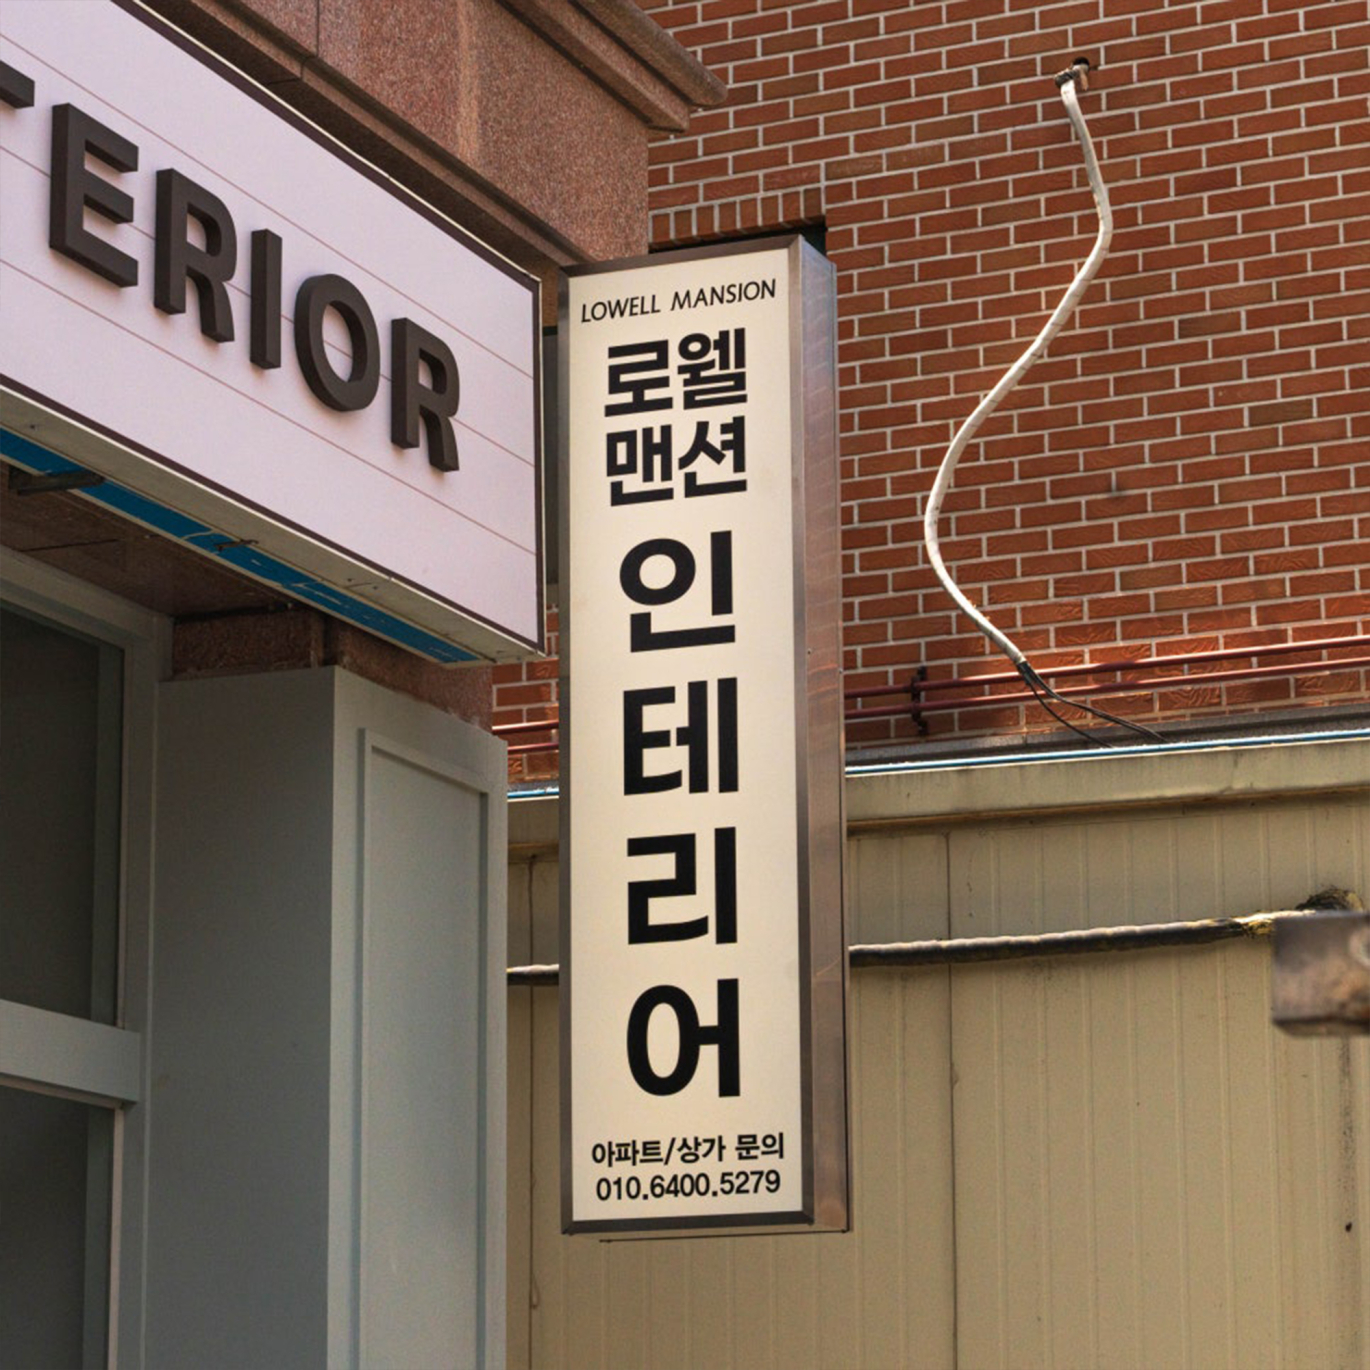 TERIOR
LOWELL MANSION
로웰
맨션
인
테
리
어
아파트/상가 문의
010.6400.5279